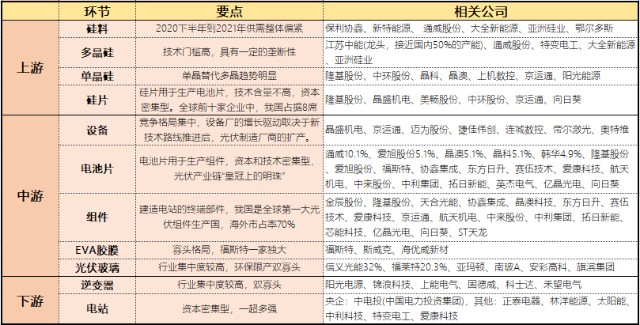 环节 要点 相关公司
上游
硅料 2020下半年到2021年供需整体偏紧 保利协鑫、新特能源、 通威股份、大全新能源、亚洲硅业、鄂尔多斯
多晶硅 技术门槛高，具有一定的垄断性 江苏中能(龙头，接近国内50%的产能)、通威股份、特变电工、大全新能源、
亚洲硅业
单晶硅 单晶替代多晶趋势明显 隆基股份、中环股份、晶科、晶澳、上机数控、京运通、阳光能源
硅片 硅片用于生产电池片，技术含量不高，资本
密集型。全球前十家企业中，我国占据8席
隆基股份、晶盛机电、美畅股份、中环股份、京运通、向日葵
中游
设备 竞争格局集中，设备厂的增长驱动取决于新
技术路线推进后，光伏制造厂商的扩产。
晶盛机电、京运通、迈为股份、捷佳伟创、连城数控、帝尔激光、奥特维
电池片 电池片用于生产组件，资本和技术密集型，
光伏产业链"皇冠上的明珠"
通威10.1%、爱旭股份5.1%、晶澳5.1%、晶科5.1%、韩华4.9%、隆基股份
、爱旭股份、福斯特、协鑫集成、东方日升、赛伍技术、爱康科技、航天
机电、中来股份、中利集团、拓日新能、英杰电气、亿晶光电、向日葵
组件 建造电站的终端部件，我国是全球第一大光
伏组件生产国，海外市占率70%
金辰股份、隆基股份、天合光能、协鑫集成、晶澳科技、东方日升、赛伍
技术、爱康科技、京运通、航天机电、中来股份、中利集团、拓日新能、
芯能科技、亿晶光电、向日葵、ST天龙
EVA胶膜 寡头格局，福斯特一家独大 福斯特、斯威克、海优威新材
光伏玻璃 行业集中度较高，环保限产双寡头 信义光能32%、福莱特20.3%、亚玛顿、南玻A、安彩高科、旗滨集团
下游
逆变器 行业集中度较高，双寡头 阳光电源、锦浪科技、上能电气、固德威、科士达、禾望电气
电站 资本密集型，一超多强 央企：中电投(中国电力投资集团)，其他：正泰电器、林洋能源、太阳能、
中利科技、特变电工、爱康科技